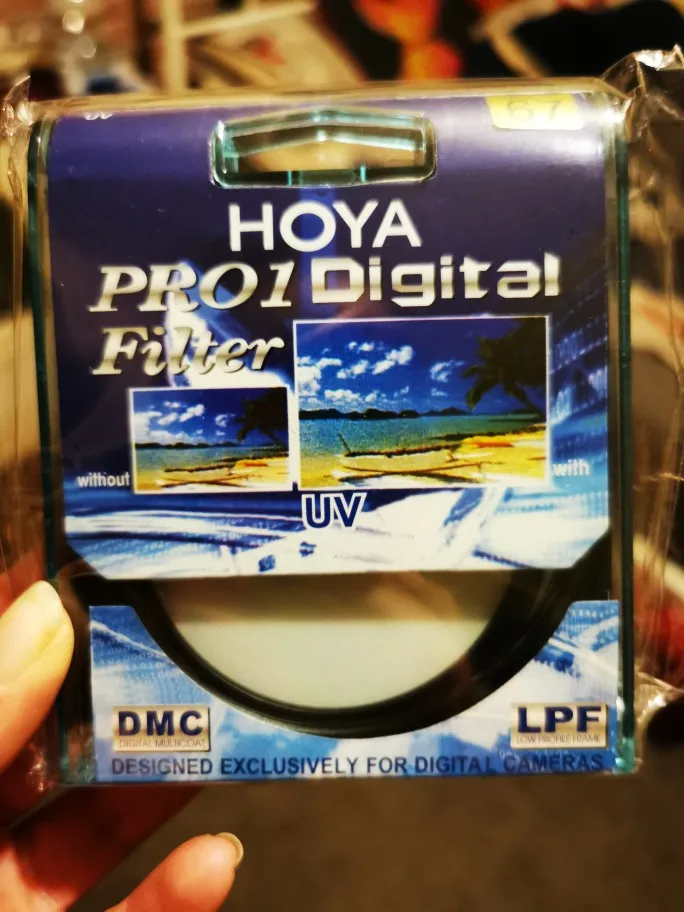 67
HOYA
PRO1 Digital
Filter
without
with
UV
DMC
DIGITAL MULTICOAT
LPF
LOW PROFILE FRAME
DESIGNED EXCLUSIVELY FOR DIGITAL CAMERAS